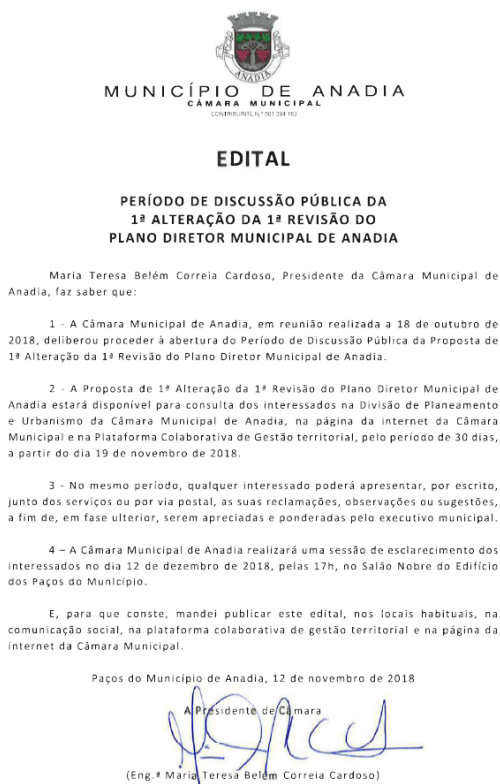 ANADIA
MUNICÍPIO DE ANADIA
CÂMARA MUNICIPAL
CONTRIBUINTE N.º 501 294 163
EDITAL
PERÍODO DE DISCUSSÃO PÚBLICA DA
1ª ALTERAÇÃO DA 1ª REVISÃO DO
PLANO DIRETOR MUNICIPAL DE ANADIA
Maria Teresa Belém Correia Cardoso, Presidente da Câmara Municipal de
Anadia, faz saber que:
1 - A Câmara Municipal de Anadia, em reunião realizada a 18 de outubro de
2018, deliberou proceder à abertura do Período de Discussão Pública da Proposta de
1ª Alteração da 1ª Revisão do Plano Diretor Municipal de Anadia.
2 - A Proposta de 1ª Alteração da 1ª Revisão do Plano Diretor Municipal de
Anadia estará disponível para consulta dos interessados na Divisão de Planeamento
e Urbanismo da Câmara Municipal de Anadia, na página da internet da Câmara
Municipal e na Plataforma Colaborativa de Gestão territorial, pelo período de 30 dias,
a partir do dia 19 de novembro de 2018.
3 - No mesmo período, qualquer interessado poderá apresentar, por escrito,
junto dos serviços ou por via postal, as suas reclamações, observações ou sugestões,
a fim de, em fase ulterior, serem apreciadas e ponderadas pelo executivo municipal.
4 – A Câmara Municipal de Anadia realizará uma sessão de esclarecimento dos
interessados no dia 12 de dezembro de 2018, pelas 17h, no Salão Nobre do Edifício
dos Paços do Município.
E, para que conste, mandei publicar este edital, nos locais habituais, na
comunicação social, na plataforma colaborativa de gestão territorial e na página da
internet da Câmara Municipal.
Paços do Município de Anadia, 12 de novembro de 2018
A Presidente de Câmara
(Eng.ª Maria Teresa Belém Correia Cardoso)